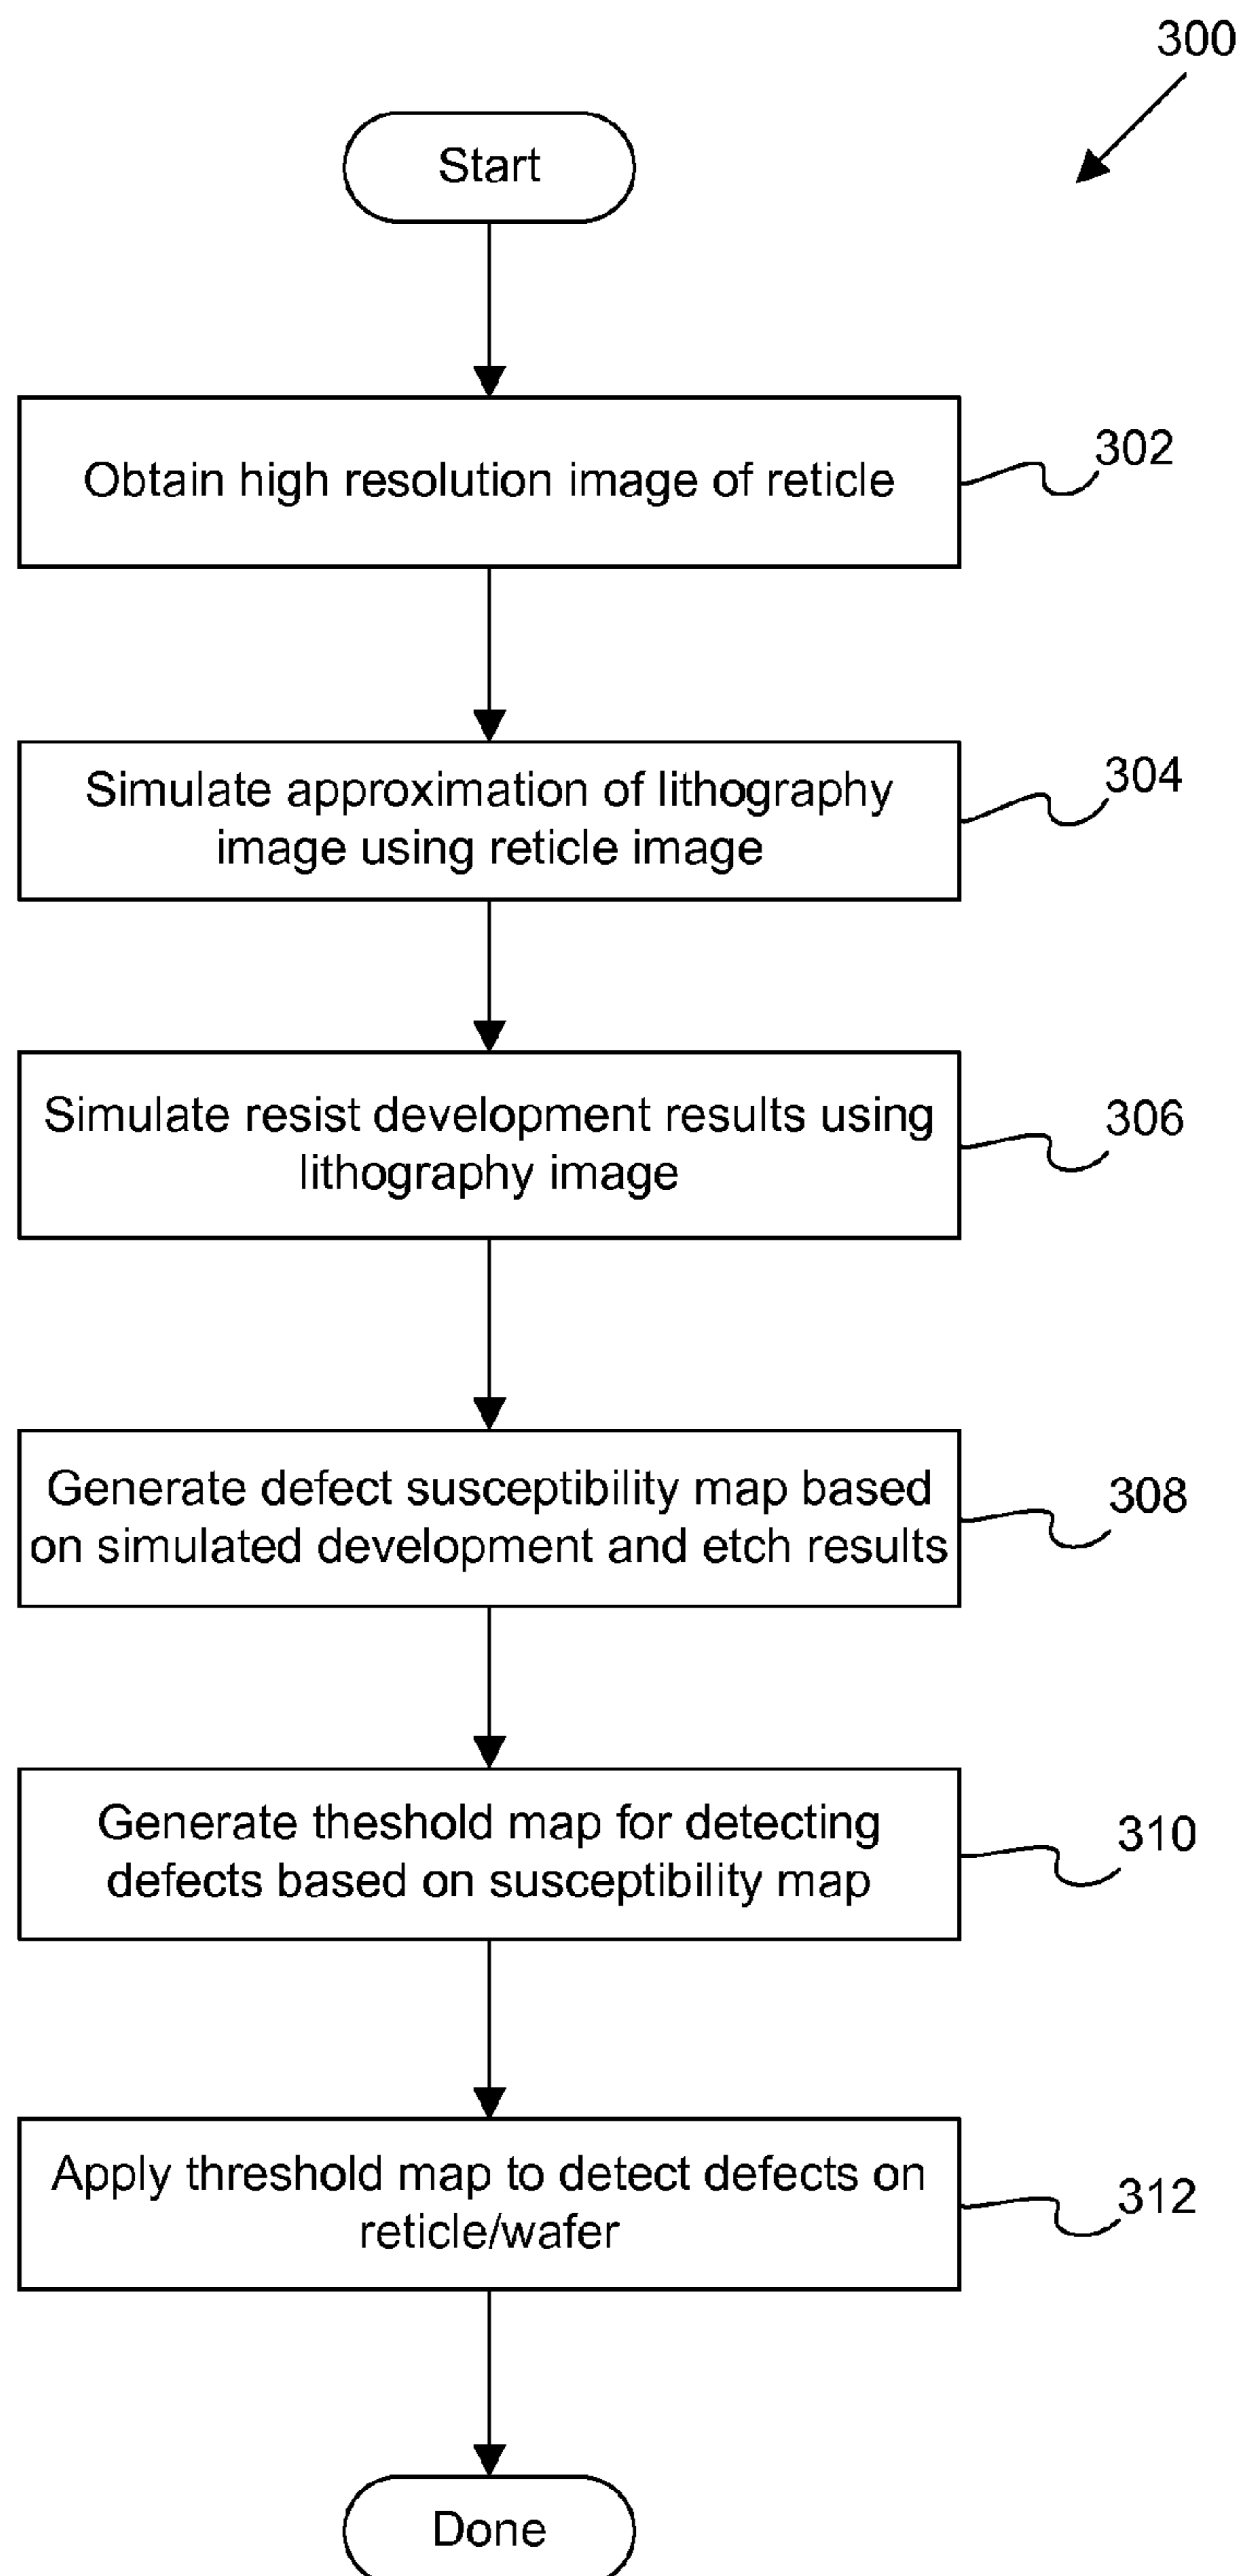 300
Start
Obtain high resolution image of reticle
302
Simulate approximation of lithography
image using reticle image
304
Simulate resist development results using
lithography image
306
Generate defect susceptibility map based
on simulated development and etch results
308
Generate theshold map for detecting
defects based on susceptibility map
310
Apply threshold map to detect defects on
reticle/wafer
312
Done